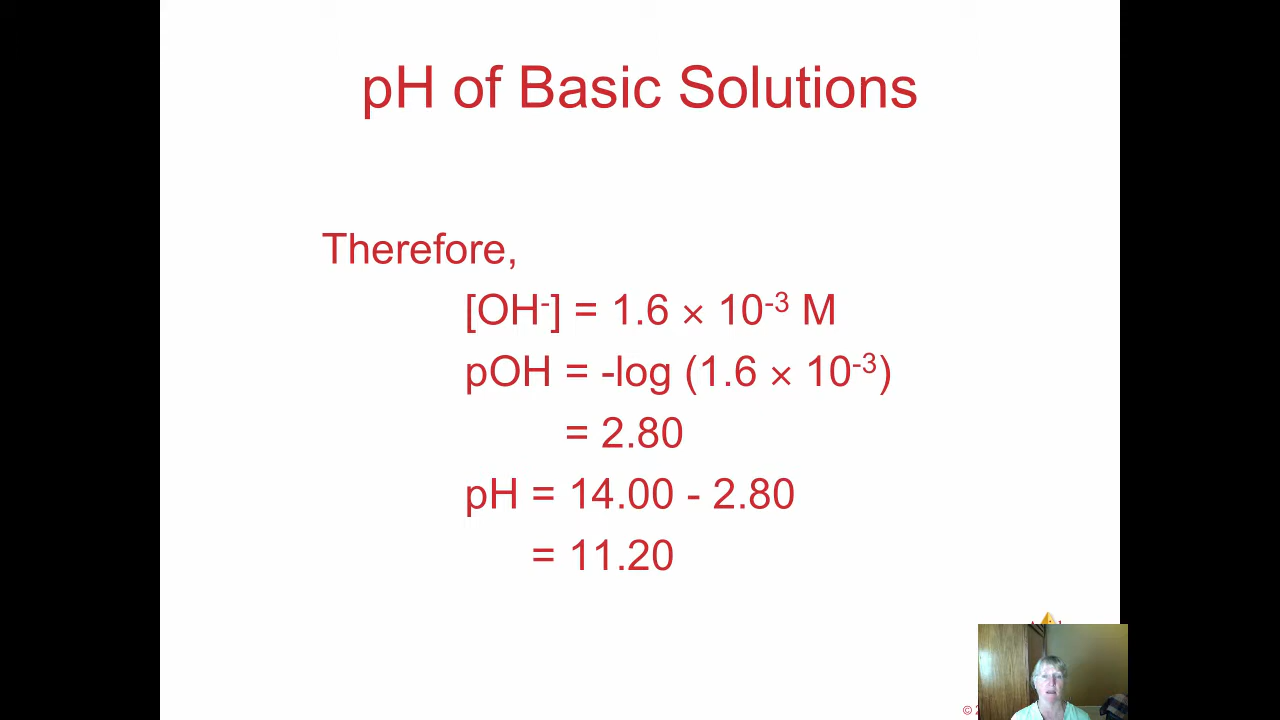 pH of Basic Solutions
Therefore,
[OH⁻] = 1.6 × 10⁻³ M
pOH = -log (1.6 × 10⁻³)
= 2.80
pH = 14.00 - 2.80
= 11.20
©